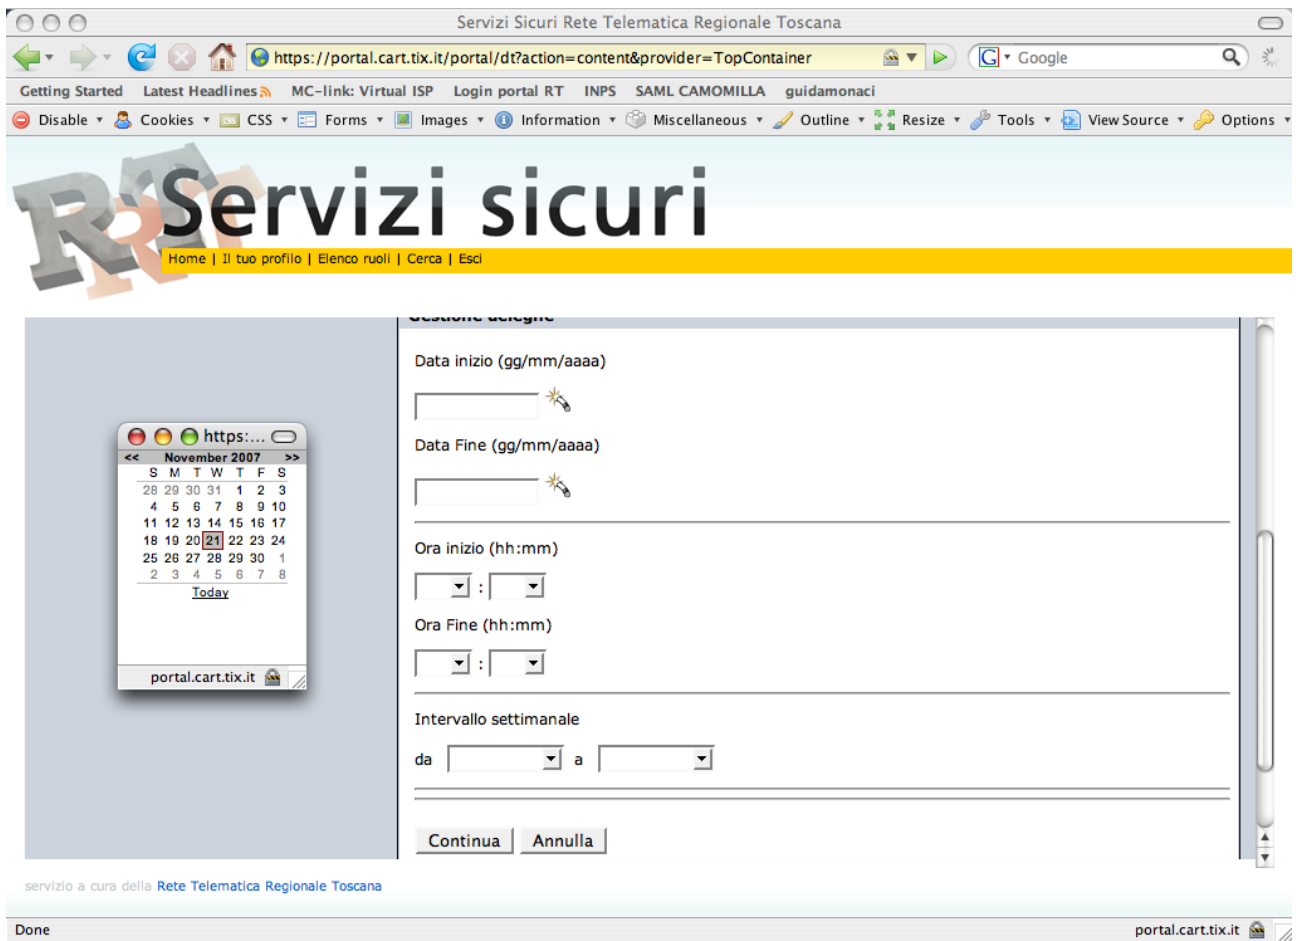 Servizi Sicuri Rete Telematica Regionale Toscana
https://portal.cart.tix.it/portal/dt?action=content&provider=TopContainer
G Google
Getting Started Latest Headlines MC-link: Virtual ISP Login portal RT INPS SAML CAMOMILLA guidamonaci
Disable Cookies CSS Forms Images Information Miscellaneous Outline Resize Tools View Source Options
RRT
Servizi sicuri
Home | Il tuo profilo | Elenco ruoli | Cerca | Esci
Gestione deleghe
Data inizio (gg/mm/aaaa)
Data Fine (gg/mm/aaaa)
Ora inizio (hh:mm)
:
Ora Fine (hh:mm)
:
Intervallo settimanale
da a
Continua Annulla
https:...
<< November 2007 >>
S M T W T F S
28 29 30 31 1 2 3
4 5 6 7 8 9 10
11 12 13 14 15 16 17
18 19 20 21 22 23 24
25 26 27 28 29 30 1
2 3 4 5 6 7 8
Today
portal.cart.tix.it
servizio a cura della Rete Telematica Regionale Toscana
Done portal.cart.tix.it